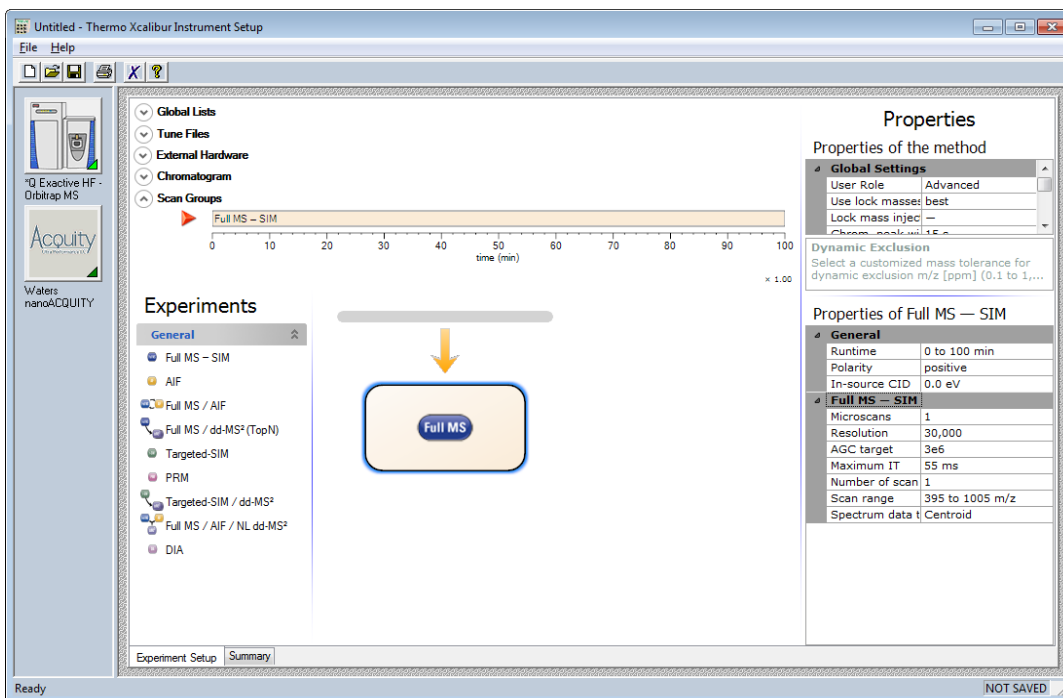 Untitled - Thermo Xcalibur Instrument Setup
File Help
*Q Exactive HF -
Orbitrap MS
Acquity
Waters
nanoACQUITY
Global Lists
Tune Files
External Hardware
Chromatogram
Scan Groups
Full MS – SIM
0 10 20 30 40 50 60 70 80 90 100
time (min)
× 1.00
Experiments
General
Full MS – SIM
AIF
Full MS / AIF
Full MS / dd-MS² (TopN)
Targeted-SIM
PRM
Targeted-SIM / dd-MS²
Full MS / AIF / NL dd-MS²
DIA
Full MS
Experiment Setup Summary
Properties
Properties of the method
Global Settings
User Role Advanced
Use lock masses best
Lock mass injec —
Dynamic Exclusion
Select a customized mass tolerance for
dynamic exclusion m/z [ppm] (0.1 to 1,...
Properties of Full MS — SIM
General
Runtime 0 to 100 min
Polarity positive
In-source CID 0.0 eV
Full MS — SIM
Microscans 1
Resolution 30,000
AGC target 3e6
Maximum IT 55 ms
Number of scan 1
Scan range 395 to 1005 m/z
Spectrum data t Centroid
Ready NOT SAVED